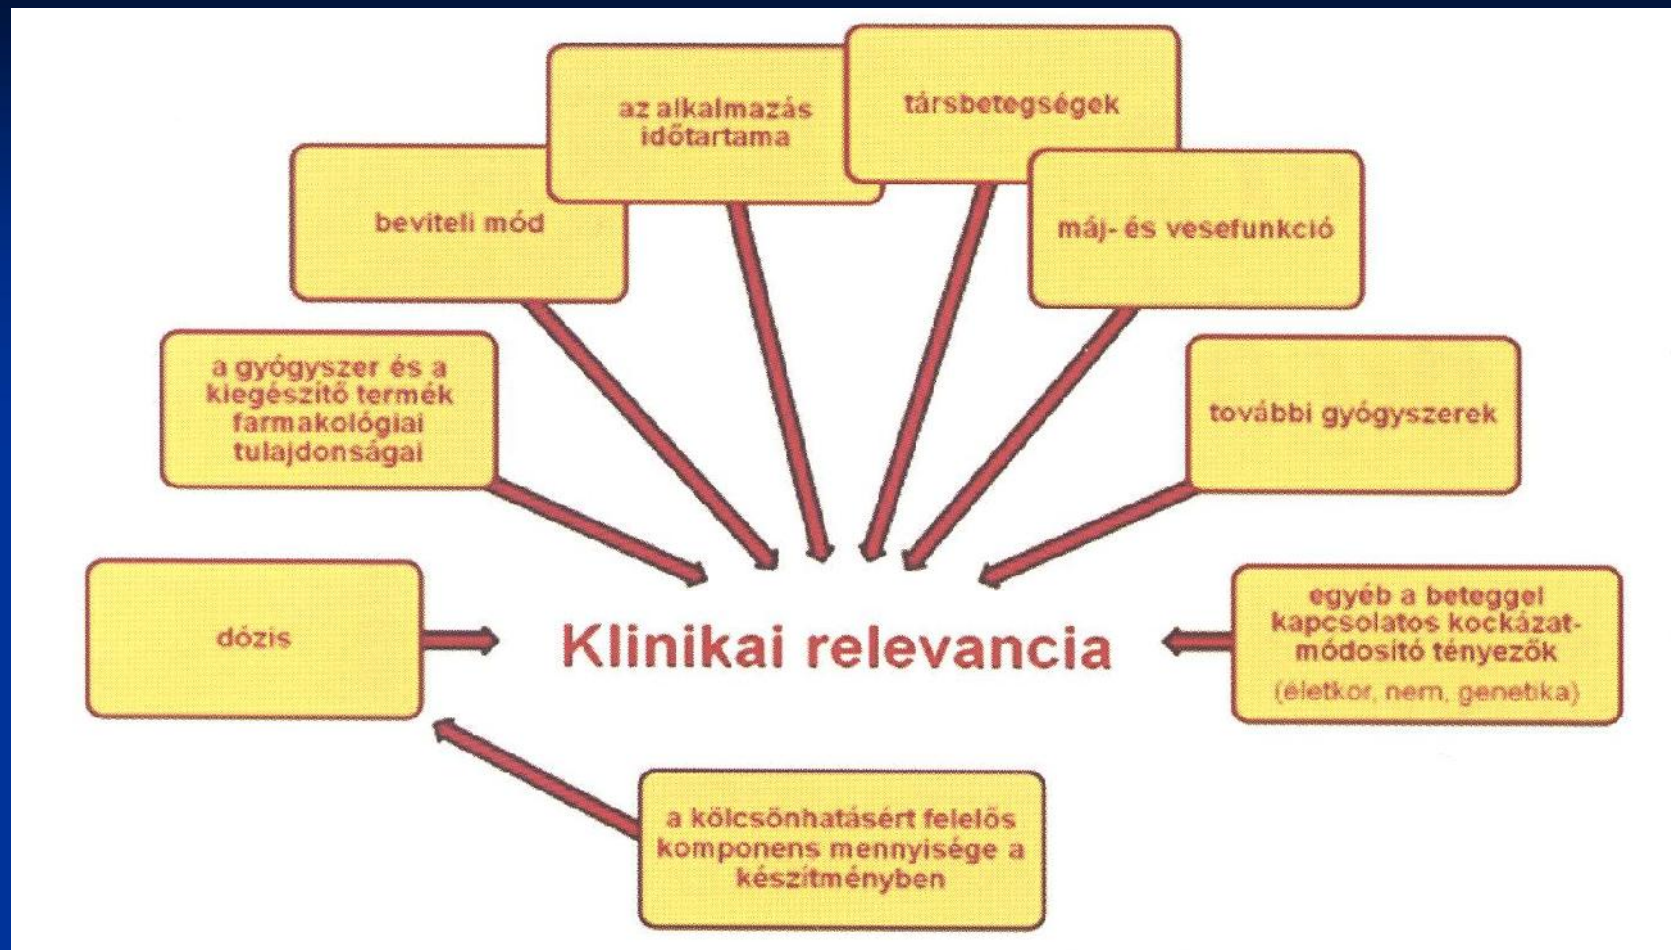 az alkalmazás
időtartama
társbetegségek
beviteli mód
máj- és vesefunkció
a gyógyszer és a
kiegészítő termék
farmakológiai
tulajdonságai
további gyógyszerek
dózis
Klinikai relevancia
egyéb a beteggel
kapcsolatos kockázat-
módosító tényezők
(életkor, nem, genetika)
a kölcsönhatásért felelős
komponens mennyisége a
készítményben